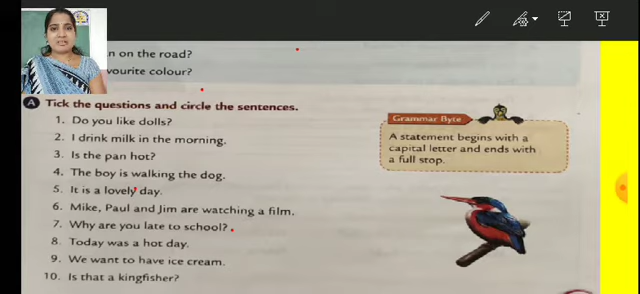 n on the road?
vourite colour?
A Tick the questions and circle the sentences.
1. Do you like dolls?
2. I drink milk in the morning.
3. Is the pan hot?
4. The boy is walking the dog.
5. It is a lovely day.
6. Mike, Paul and Jim are watching a film.
7. Why are you late to school?
8. Today was a hot day.
9. We want to have ice cream.
10. Is that a kingfisher?
Grammar Byte
A statement begins with a
capital letter and ends with
a full stop.